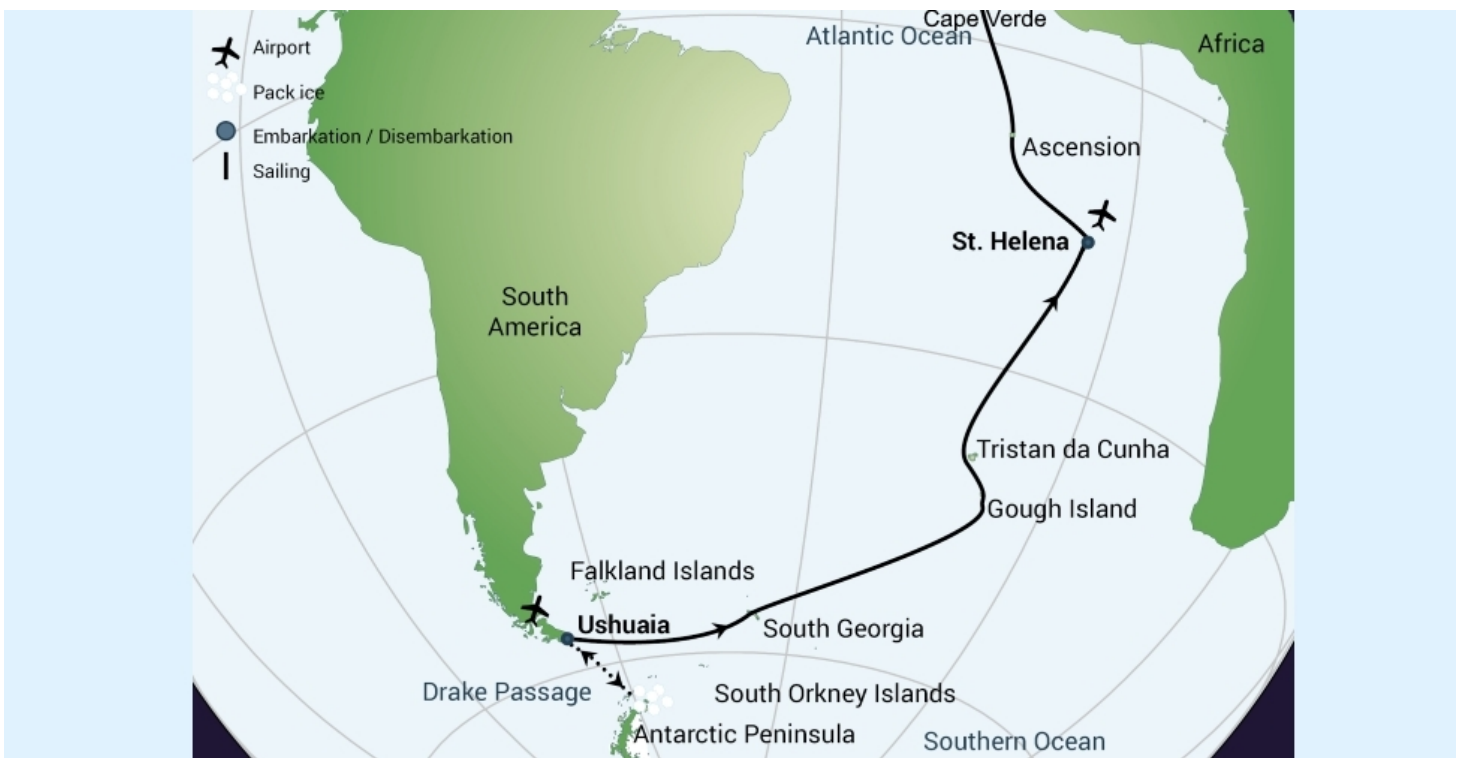 Airport
Pack ice
Embarkation / Disembarkation
Sailing
Cape Verde
Atlantic Ocean
Africa
Ascension
St. Helena
South
America
Tristan da Cunha
Gough Island
Falkland Islands
Ushuaia
South Georgia
Drake Passage
South Orkney Islands
Antarctic Peninsula
Southern Ocean